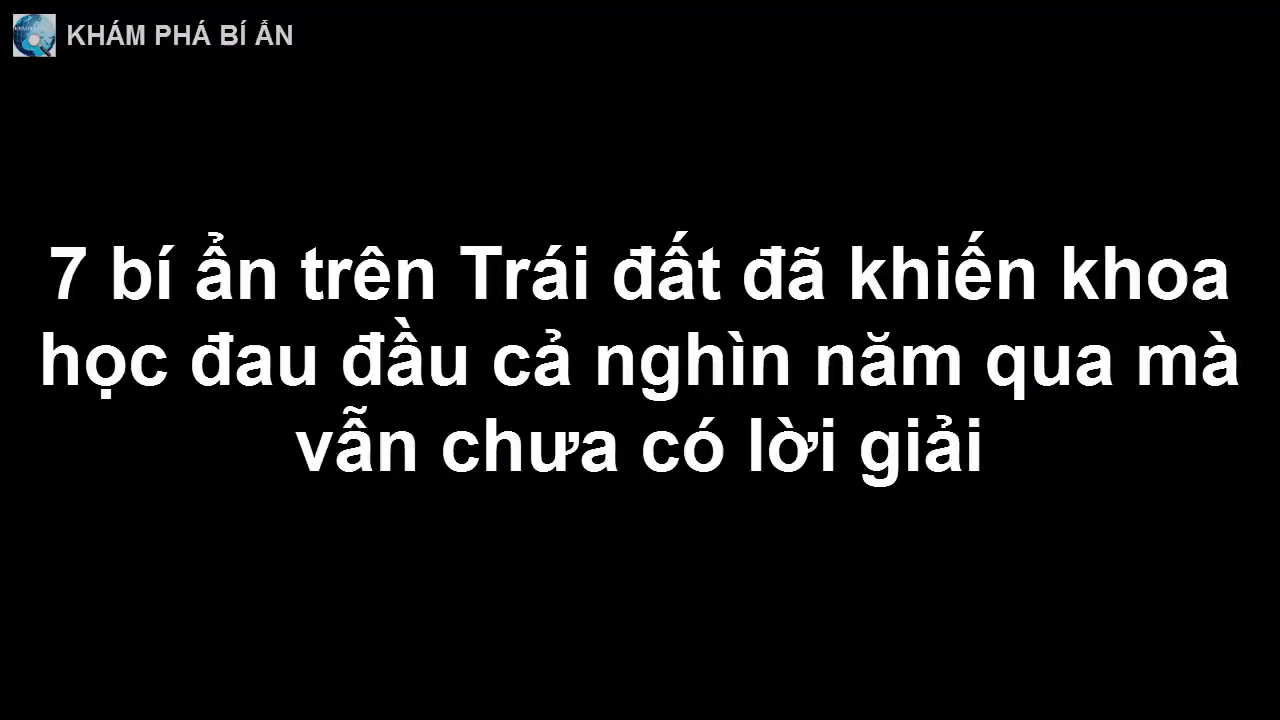 KHÁM PHÁ BÍ ẨN
7 bí ẩn trên Trái đất đã khiến khoa
học đau đầu cả nghìn năm qua mà
vẫn chưa có lời giải